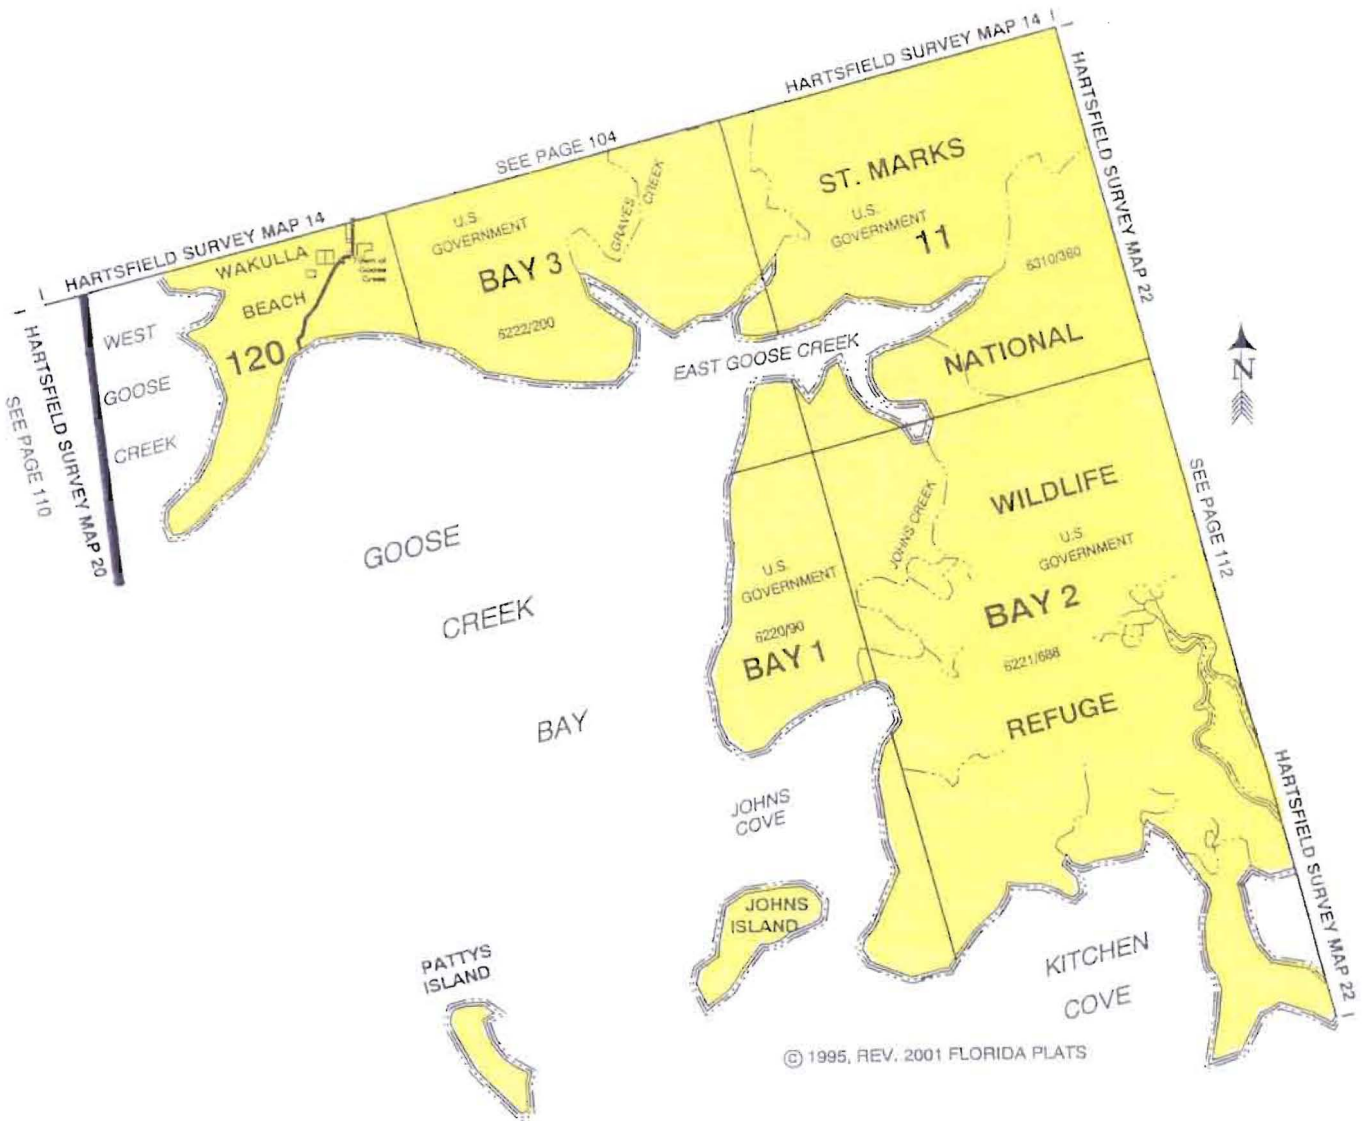 HARTSFIELD SURVEY MAP 14
HARTSFIELD SURVEY MAP 14
SEE PAGE 104
HARTSFIELD SURVEY MAP 22
ST. MARKS
U.S.
GOVERNMENT
11
6310/360
GRAVES
CREEK
U.S.
GOVERNMENT
BAY 3
6222/200
WAKULLA
BEACH
120
Goose
Creek
WEST
GOOSE
CREEK
HARTSFIELD SURVEY MAP 20
SEE PAGE 110
EAST GOOSE CREEK
NATIONAL
N
WILDLIFE
SEE PAGE 112
JOHNS CREEK
U.S.
GOVERNMENT
BAY 2
6221/688
REFUGE
U.S.
GOVERNMENT
6220/90
BAY 1
GOOSE
CREEK
BAY
JOHNS
COVE
HARTSFIELD SURVEY MAP 22
JOHNS
ISLAND
PATTYS
ISLAND
KITCHEN
COVE
© 1995, REV. 2001 FLORIDA PLATS